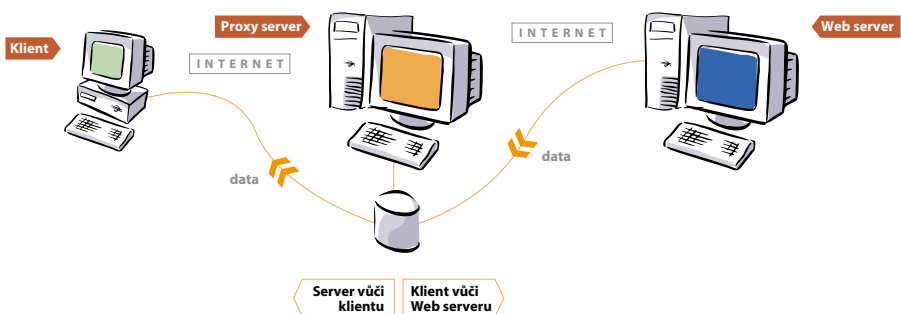 Klient
Proxy server
Web server
INTERNET
INTERNET
data
data
Server vůči
klientu
Klient vůči
Web serveru